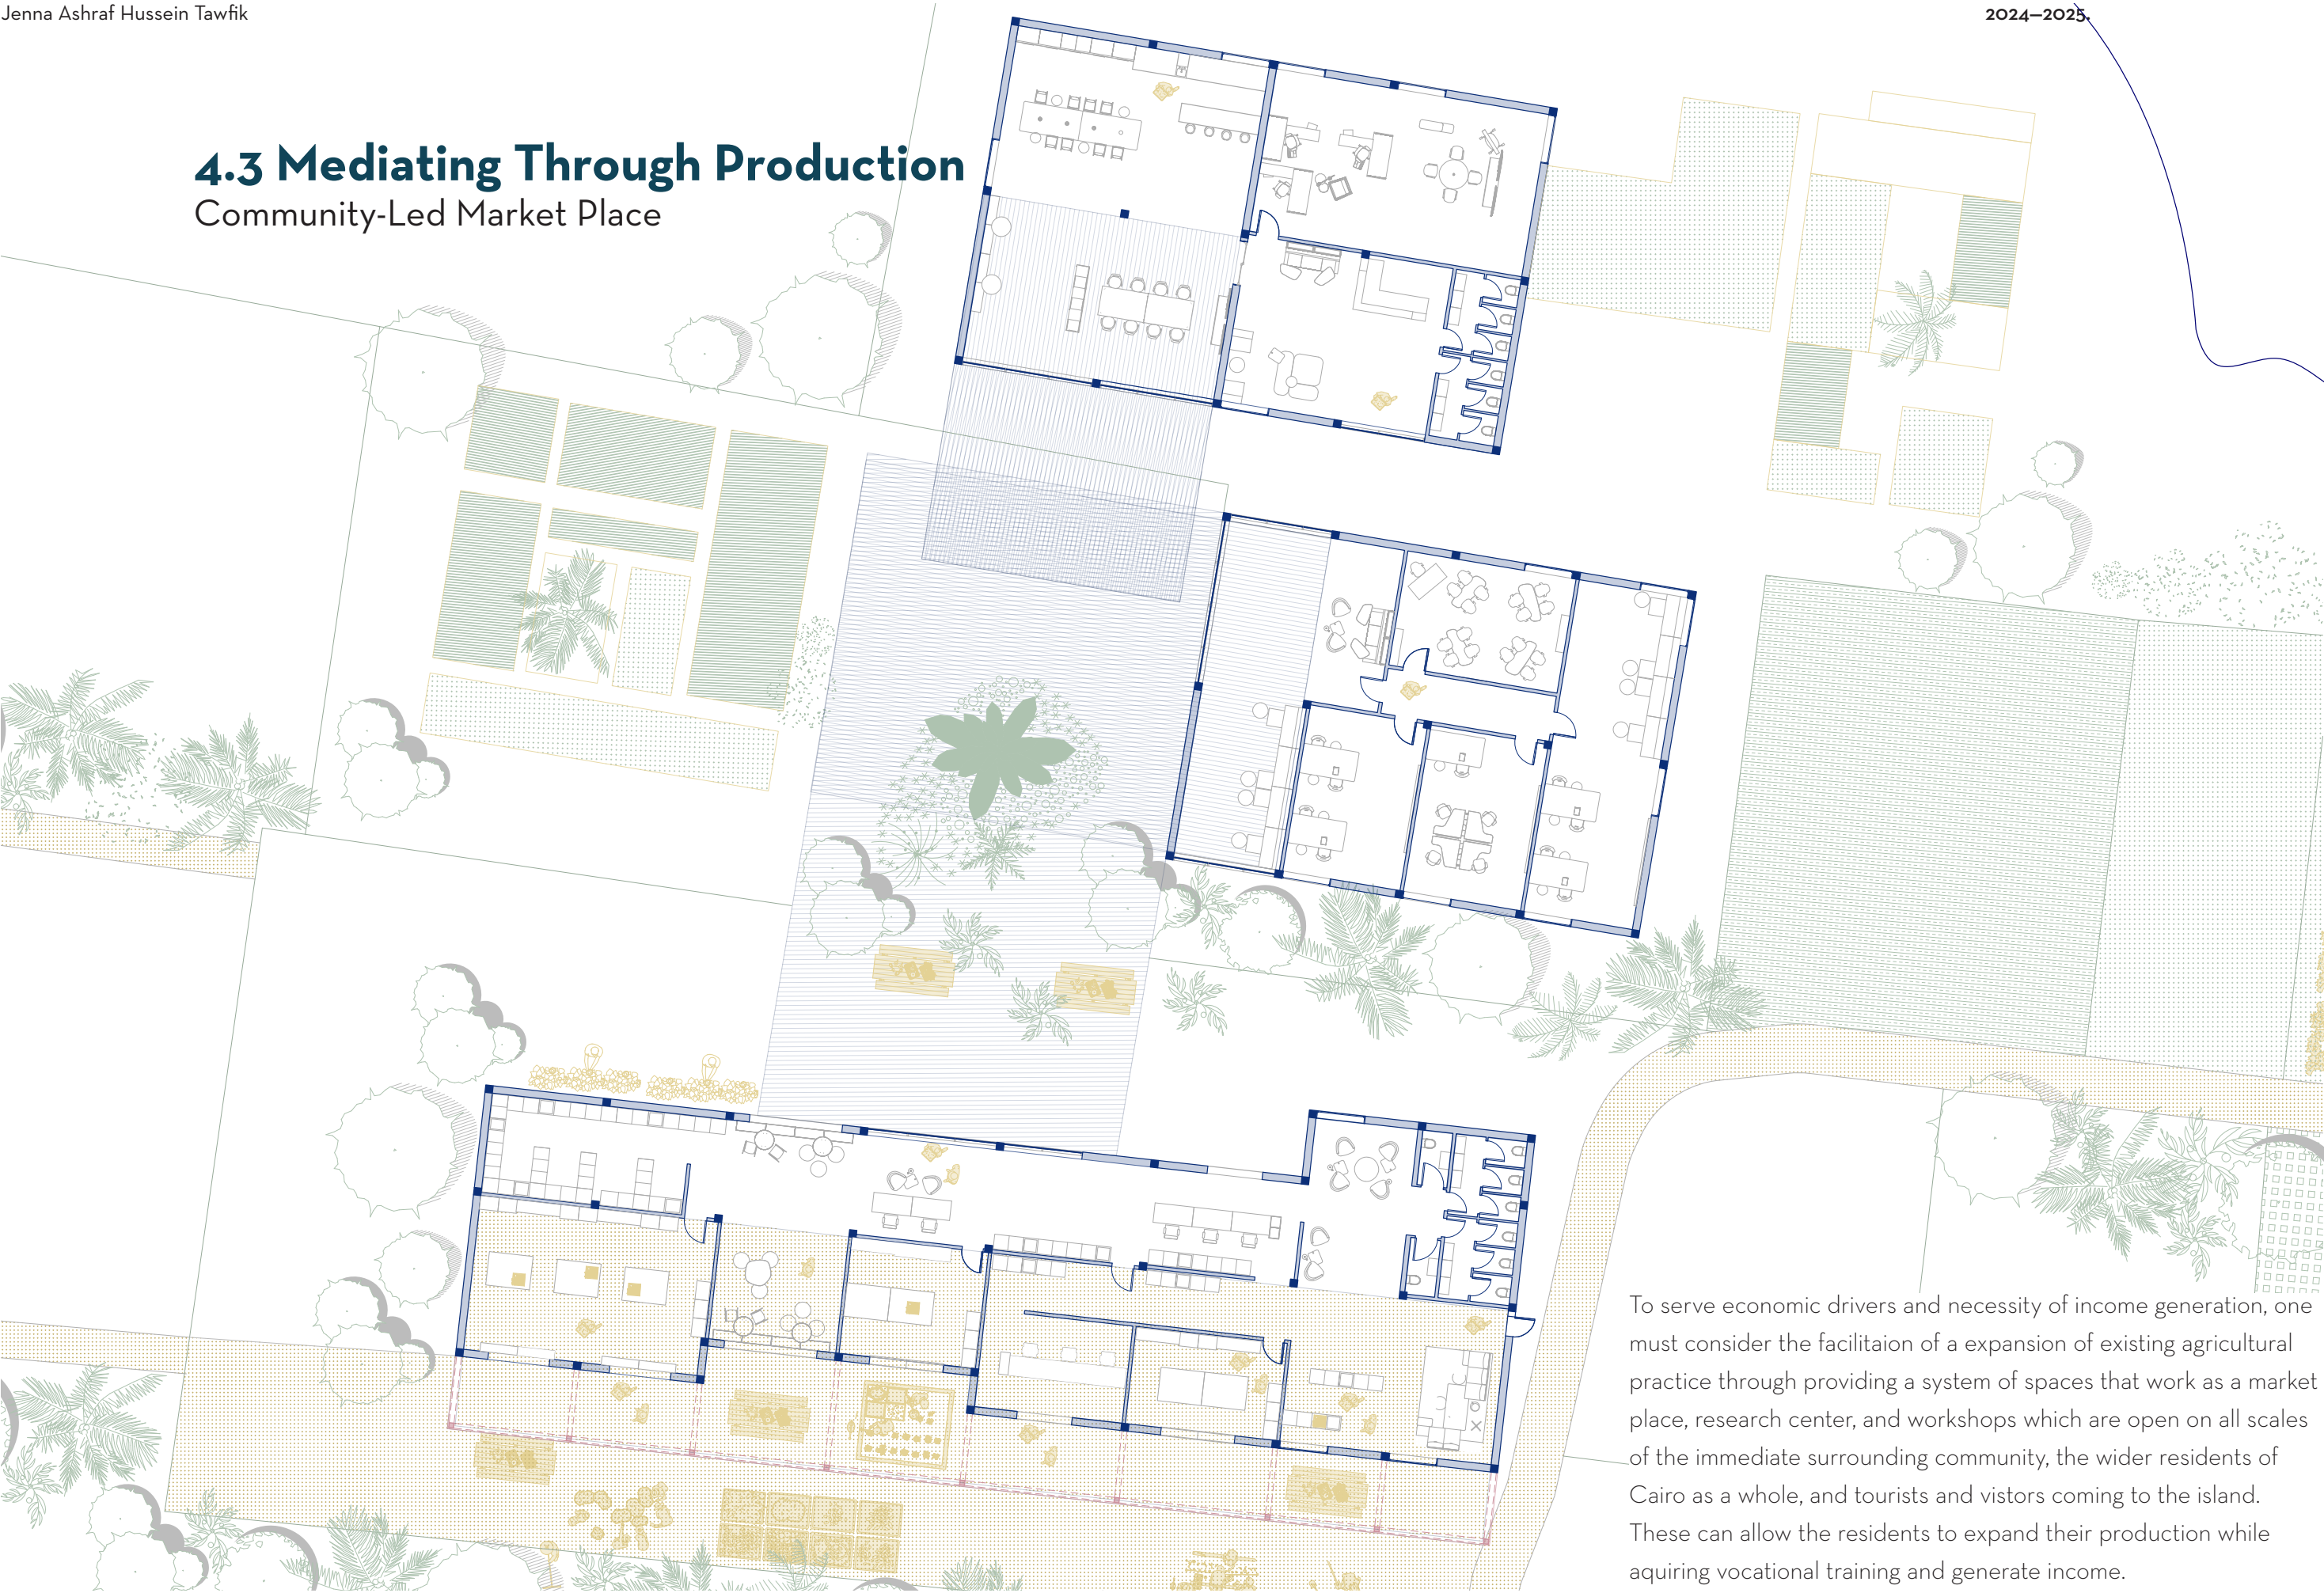 Jenna Ashraf Hussein Tawfik
2024—2025.
4.3 Mediating Through Production
Community-Led Market Place
To serve economic drivers and necessity of income generation, one
must consider the facilitaion of a expansion of existing agricultural
practice through providing a system of spaces that work as a market
place, research center, and workshops which are open on all scales
of the immediate surrounding community, the wider residents of
Cairo as a whole, and tourists and vistors coming to the island.
These can allow the residents to expand their production while
aquiring vocational training and generate income.